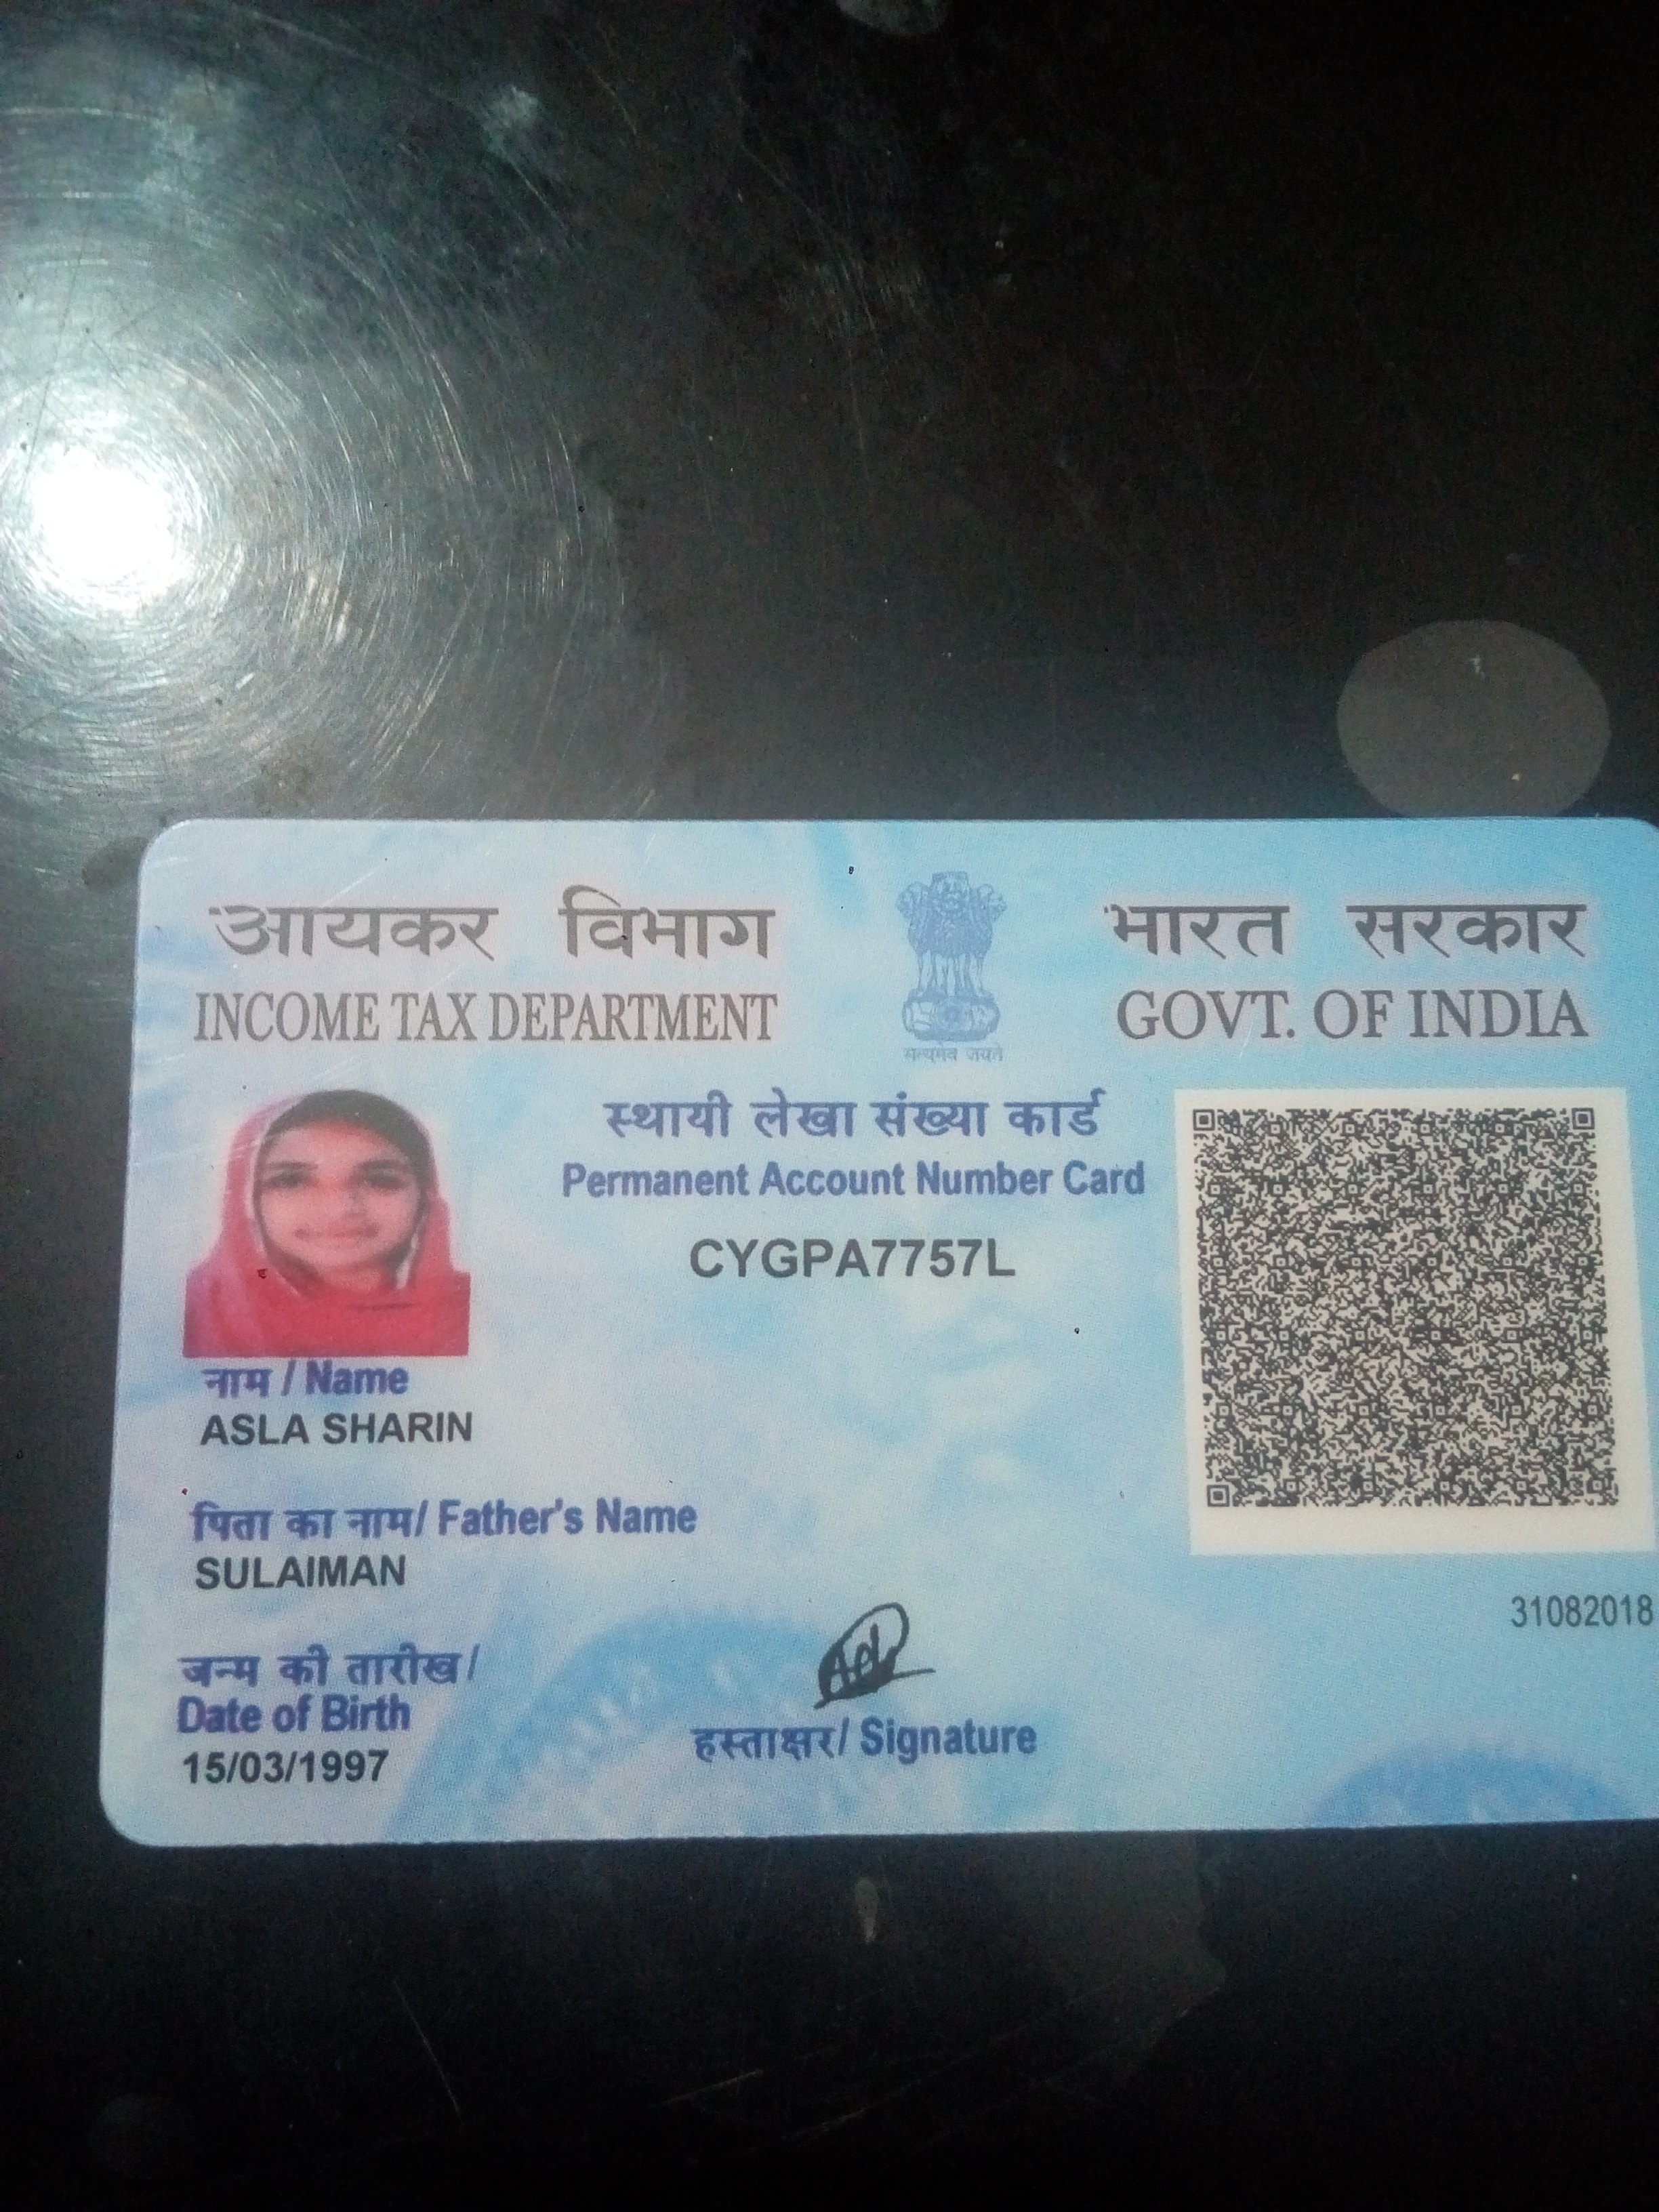 आयकर विभाग
INCOME TAX DEPARTMENT
सत्यमेव जयते
भारत सरकार
GOVT. OF INDIA
स्थायी लेखा संख्या कार्ड
Permanent Account Number Card
CYGPA7757L
नाम / Name
ASLA SHARIN
पिता का नाम/ Father's Name
SULAIMAN
जन्म की तारीख/
Date of Birth
15/03/1997
हस्ताक्षर/ Signature
31082018